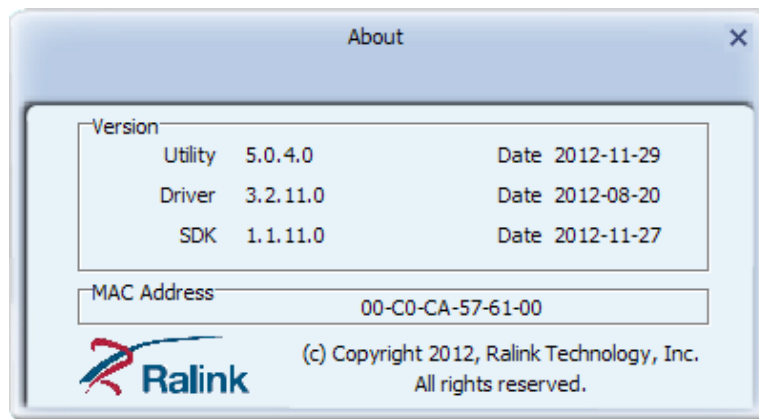 About
Version
Utility 5.0.4.0 Date 2012-11-29
Driver 3.2.11.0 Date 2012-08-20
SDK 1.1.11.0 Date 2012-11-27
MAC Address
00-C0-CA-57-61-00
Ralink
(c) Copyright 2012, Ralink Technology, Inc.
All rights reserved.